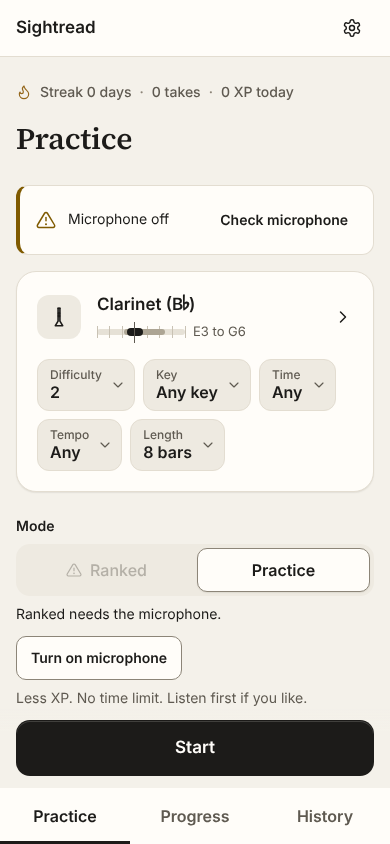 Sightread
Streak 0 days · 0 takes · 0 XP today
Practice
Microphone off
Check microphone
Clarinet (B♭)
E3 to G6
Difficulty
2
Key
Any key
Time
Any
Tempo
Any
Length
8 bars
Mode
Ranked
Practice
Ranked needs the microphone.
Turn on microphone
Less XP. No time limit. Listen first if you like.
Start
Practice
Progress
History